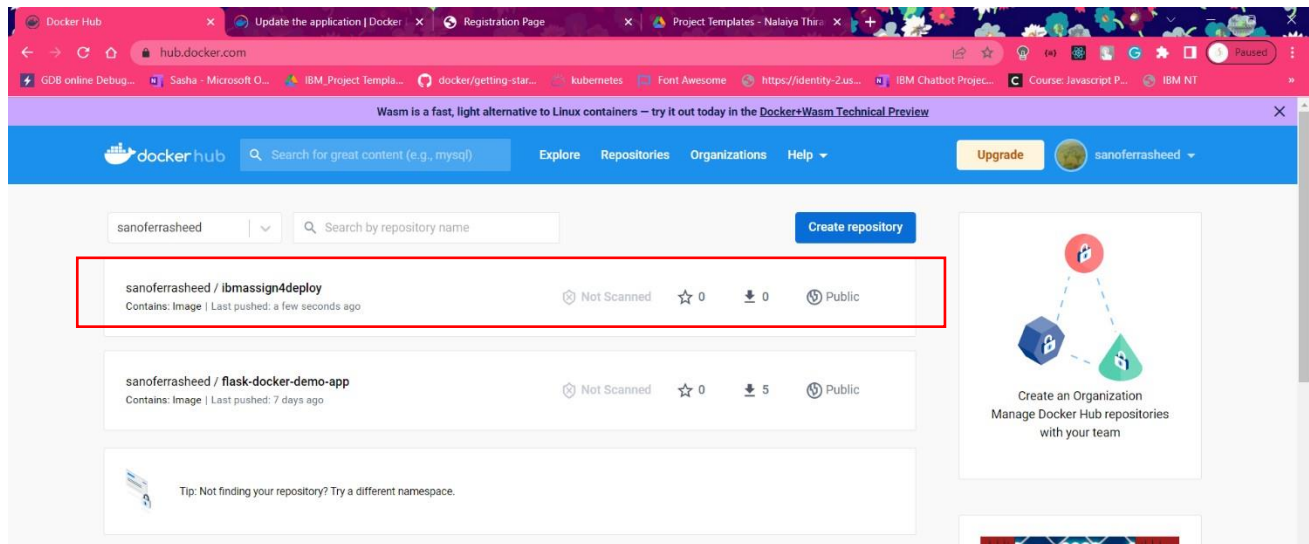 Docker Hub
Update the application | Docker
Registration Page
Project Templates - Nalaiya Thira
hub.docker.com
Paused
GDB online Debug...
Sasha - Microsoft O...
IBM_Project Templa...
docker/getting-star...
kubernetes
Font Awesome
https://identity-2.us...
IBM Chatbot Projec...
Course: Javascript P...
IBM NT
»
Wasm is a fast, light alternative to Linux containers — try it out today in the Docker+Wasm Technical Preview
dockerhub
Search for great content (e.g., mysql)
Explore
Repositories
Organizations
Help
Upgrade
sanoferrasheed
sanoferrasheed
Search by repository name
Create repository
sanoferrasheed / ibmassign4deploy
Contains: Image | Last pushed: a few seconds ago
Not Scanned
0
0
Public
sanoferrasheed / flask-docker-demo-app
Contains: Image | Last pushed: 7 days ago
Not Scanned
0
5
Public
Tip: Not finding your repository? Try a different namespace.
Create an Organization
Manage Docker Hub repositories
with your team